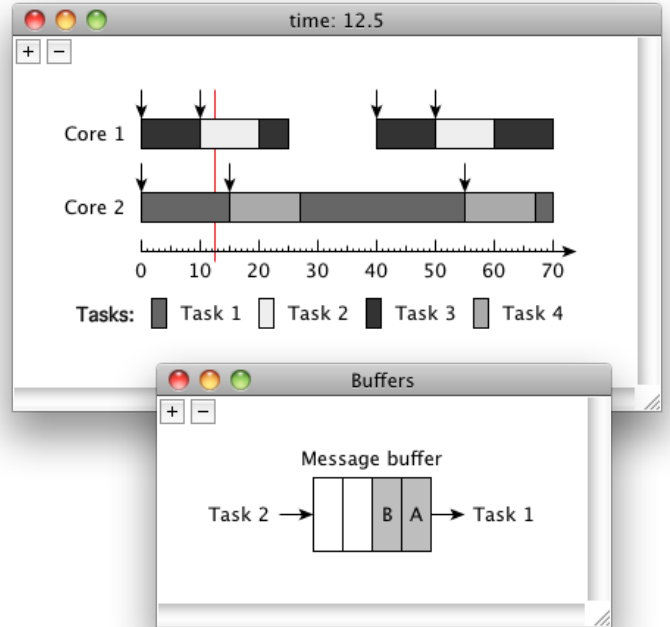 time: 12.5
+ −
Core 1
Core 2
0 10 20 30 40 50 60 70
Tasks: Task 1 Task 2 Task 3 Task 4
Buffers
+ −
Message buffer
Task 2 B A Task 1